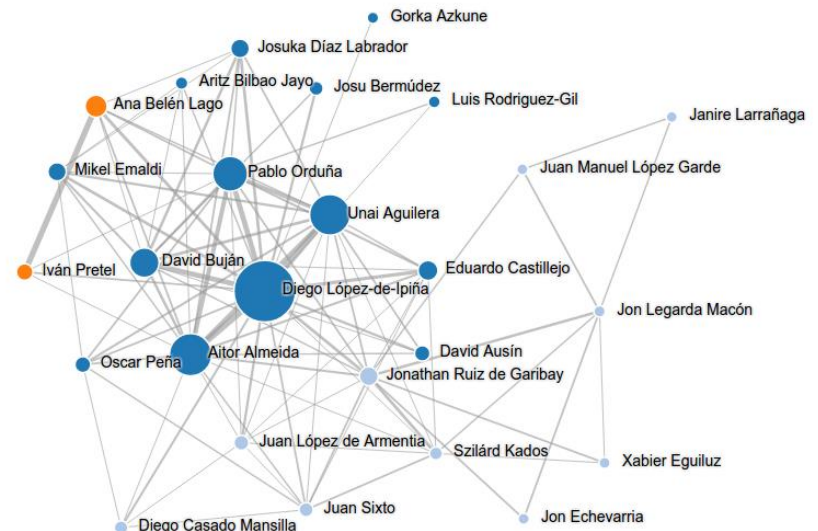 Gorka Azkune
Josuka Díaz Labrador
Aritz Bilbao Jayo
Josu Bermúdez
Ana Belén Lago
Luis Rodriguez-Gil
Janire Larrañaga
Mikel Emaldi
Pablo Orduña
Juan Manuel López Garde
Unai Aguilera
Iván Pretel
David Buján
Eduardo Castillejo
Diego López-de-Ipiña
Jon Legarda Macón
Oscar Peña
Aitor Almeida
David Ausín
Jonathan Ruiz de Garibay
Juan López de Armentia
Szilárd Kados
Xabier Eguiluz
Juan Sixto
Jon Echevarria
Diego Casado Mansilla